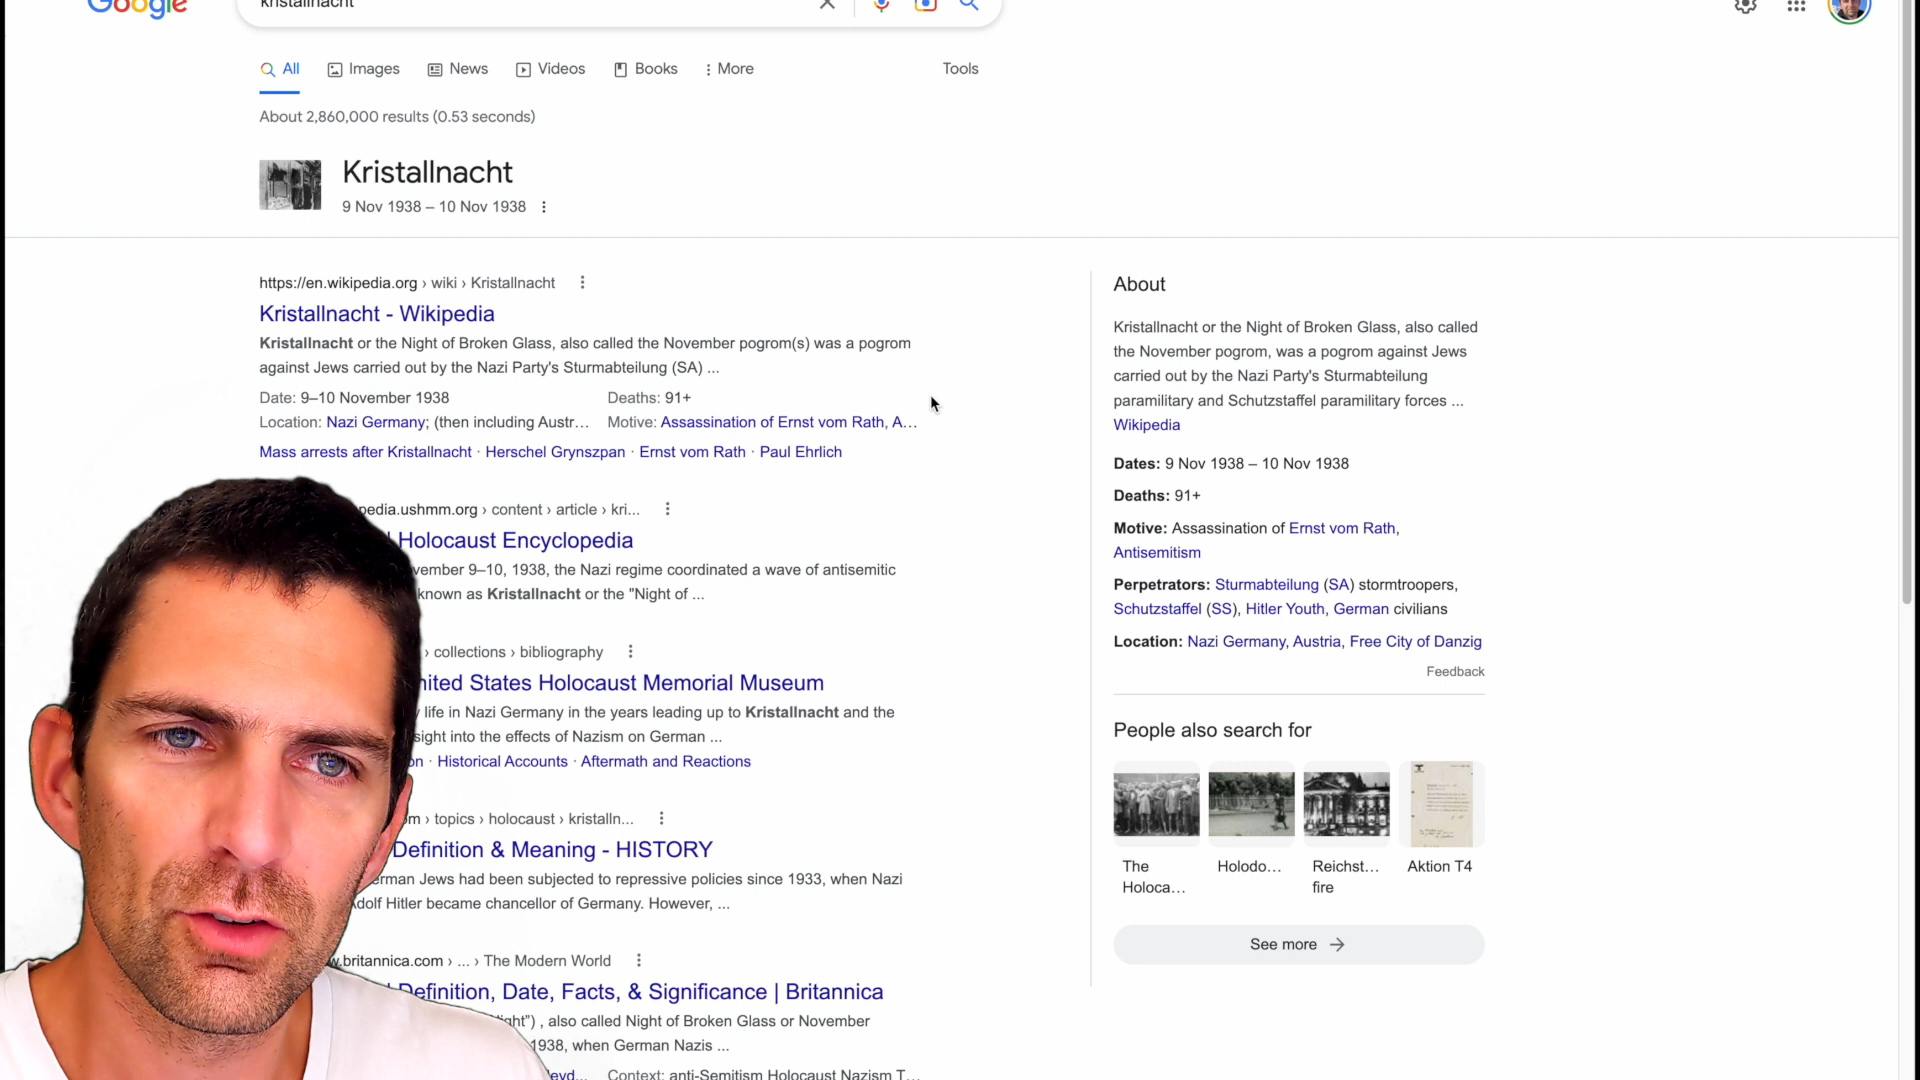 Google
kristallnacht
All Images News Videos Books More Tools
About 2,860,000 results (0.53 seconds)
Kristallnacht
9 Nov 1938 – 10 Nov 1938
https://en.wikipedia.org › wiki › Kristallnacht
Kristallnacht - Wikipedia
Kristallnacht or the Night of Broken Glass, also called the November pogrom(s) was a pogrom
against Jews carried out by the Nazi Party's Sturmabteilung (SA) ...
Date: 9–10 November 1938 Deaths: 91+
Location: Nazi Germany; (then including Austr... Motive: Assassination of Ernst vom Rath, A...
Mass arrests after Kristallnacht · Herschel Grynszpan · Ernst vom Rath · Paul Ehrlich
pedia.ushmm.org › content › article › kri...
Holocaust Encyclopedia
vember 9–10, 1938, the Nazi regime coordinated a wave of antisemitic
known as Kristallnacht or the "Night of ...
› collections › bibliography
nited States Holocaust Memorial Museum
life in Nazi Germany in the years leading up to Kristallnacht and the
sight into the effects of Nazism on German ...
on · Historical Accounts · Aftermath and Reactions
om › topics › holocaust › kristalln...
Definition & Meaning - HISTORY
erman Jews had been subjected to repressive policies since 1933, when Nazi
Adolf Hitler became chancellor of Germany. However, ...
w.britannica.com › ... › The Modern World
Definition, Date, Facts, & Significance | Britannica
ight") , also called Night of Broken Glass or November
1938, when German Nazis ...
eyd... Context: anti-Semitism Holocaust Nazism T...
About
Kristallnacht or the Night of Broken Glass, also called
the November pogrom, was a pogrom against Jews
carried out by the Nazi Party's Sturmabteilung
paramilitary and Schutzstaffel paramilitary forces ...
Wikipedia
Dates: 9 Nov 1938 – 10 Nov 1938
Deaths: 91+
Motive: Assassination of Ernst vom Rath,
Antisemitism
Perpetrators: Sturmabteilung (SA) stormtroopers,
Schutzstaffel (SS), Hitler Youth, German civilians
Location: Nazi Germany, Austria, Free City of Danzig
Feedback
People also search for
The Holodo... Reichst... Aktion T4
Holoca... fire
See more